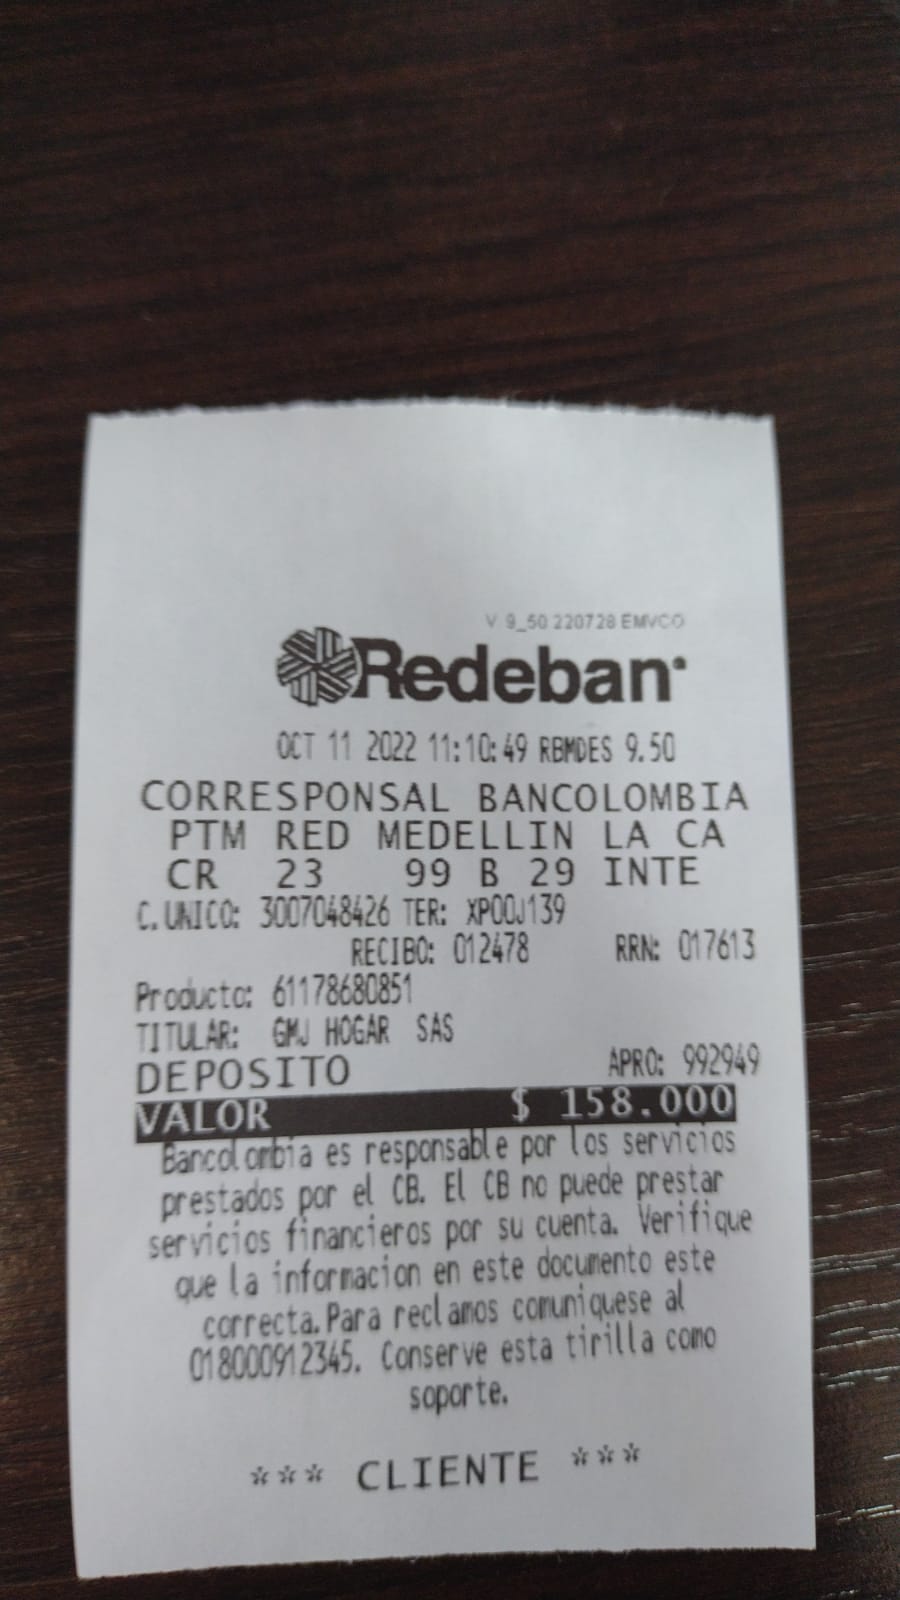 V 9_50 220728 EMVCO
Redeban
OCT 11 2022 11:10:49 RBMDES 9.50
CORRESPONSAL BANCOLOMBIA
PTM RED MEDELLIN LA CA
CR 23 99 B 29 INTE
C.UNICO: 3007048426 TER: XP00J139
RECIBO: 012478 RRN: 017613
Producto: 61178680851
TITULAR: GMJ HOGAR SAS
DEPOSITO APRO: 992949
VALOR $ 158.000
Bancolombia es responsable por los servicios
prestados por el CB. El CB no puede prestar
servicios financieros por su cuenta. Verifique
que la informacion en este documento este
correcta.Para reclamos comuniquese al
018000912345. Conserve esta tirilla como
soporte.
*** CLIENTE ***